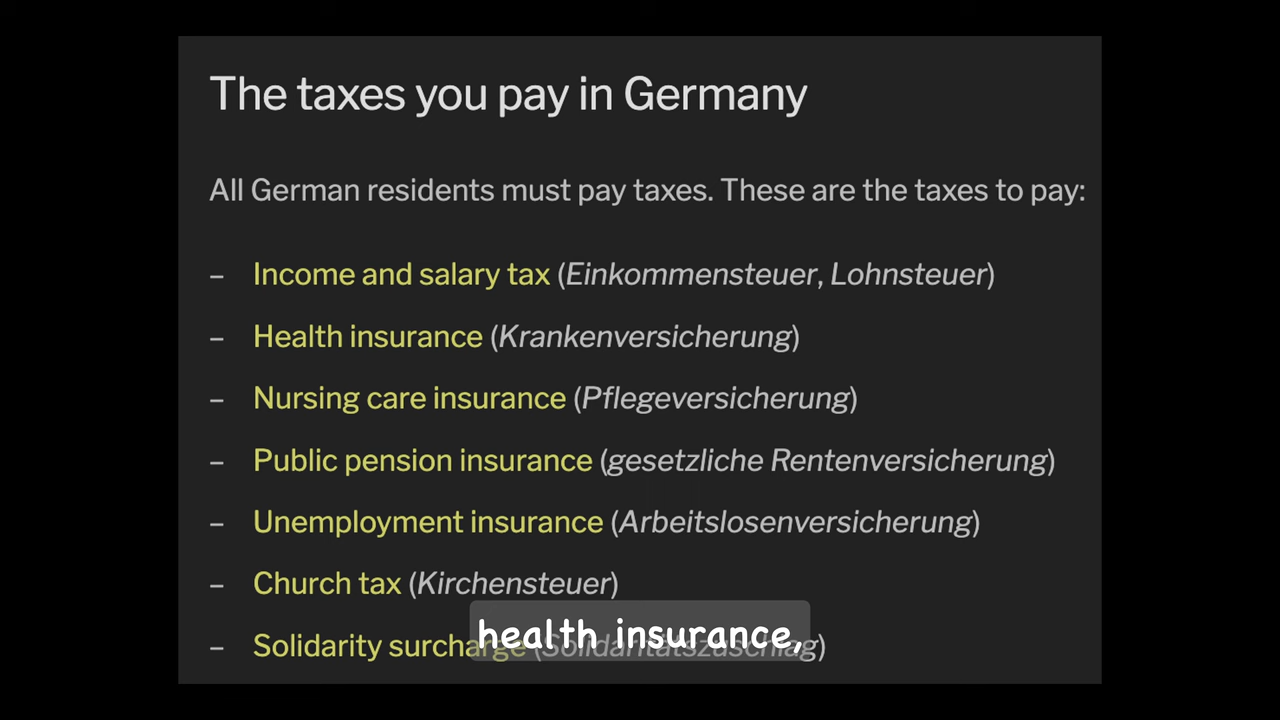 The taxes you pay in Germany
All German residents must pay taxes. These are the taxes to pay:
– Income and salary tax (Einkommensteuer, Lohnsteuer)
– Health insurance (Krankenversicherung)
– Nursing care insurance (Pflegeversicherung)
– Public pension insurance (gesetzliche Rentenversicherung)
– Unemployment insurance (Arbeitslosenversicherung)
– Church tax (Kirchensteuer)
– Solidarity surcharge (Solidaritätszuschlag)
health insurance,